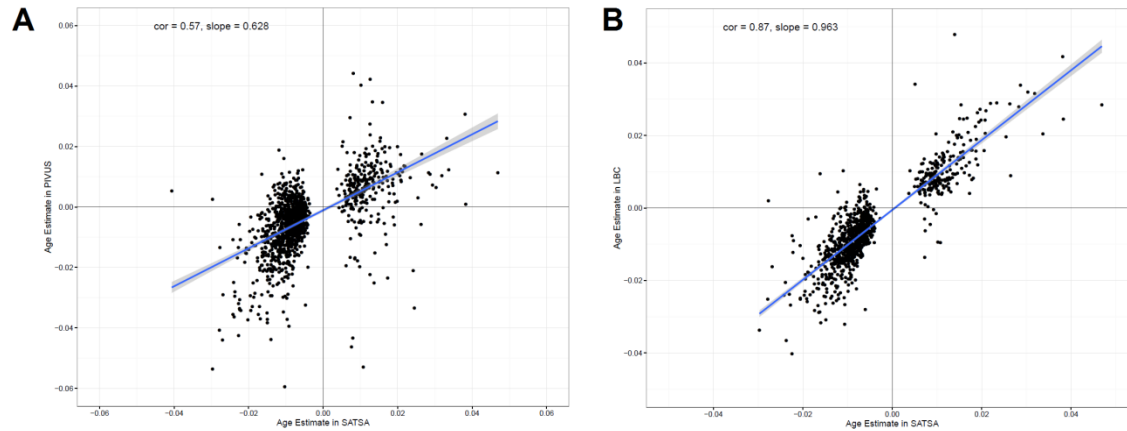 A
cor = 0.57, slope = 0.628
Age Estimate in PIVUS
0.06
0.04
0.02
0.00
−0.02
−0.04
−0.06
−0.06 −0.04 −0.02 0.00 0.02 0.04 0.06
Age Estimate in SATSA
B
cor = 0.87, slope = 0.963
Age Estimate in LBC
0.04
0.02
0.00
−0.02
−0.04
−0.04 −0.02 0.00 0.02 0.04
Age Estimate in SATSA